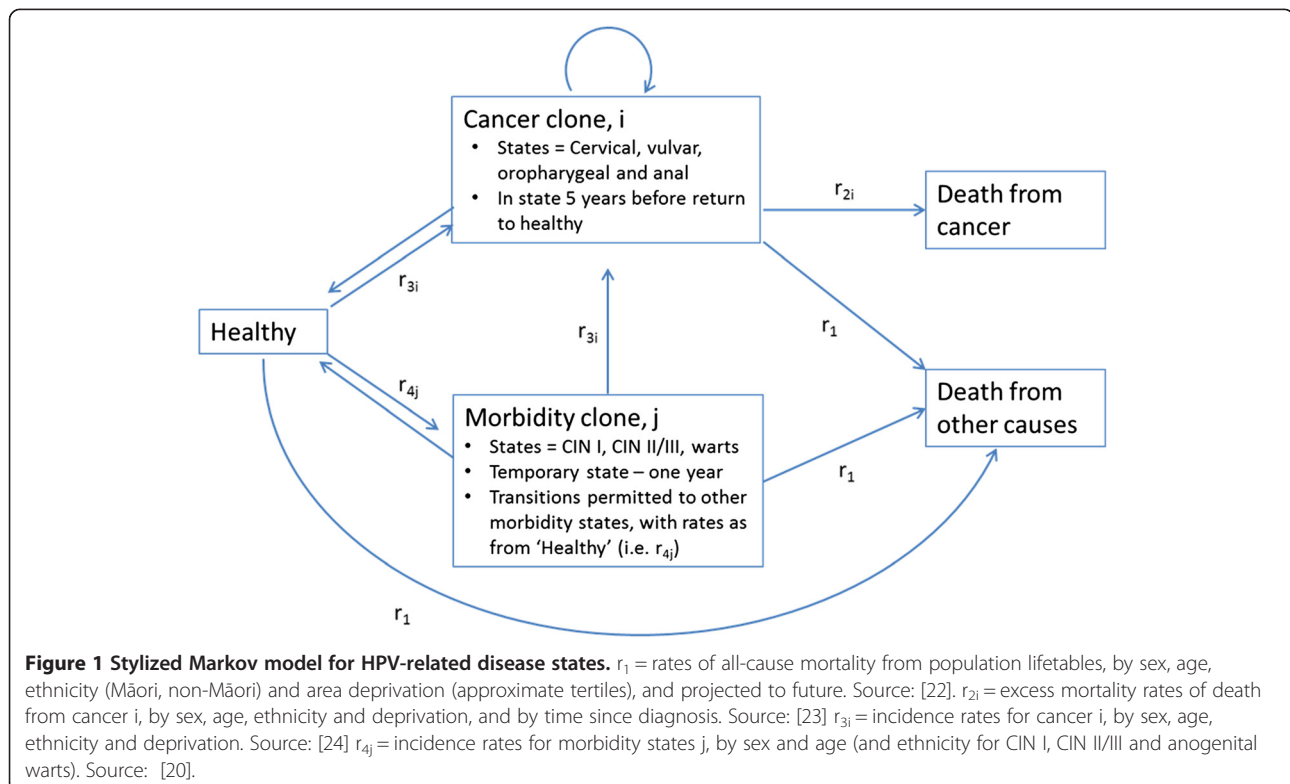 Cancer clone, i
• States = Cervical, vulvar,
oropharygeal and anal
• In state 5 years before return
to healthy
r2i
Death from
cancer
r3i
Healthy
r3i
r1
r4j
Morbidity clone, j
• States = CIN I, CIN II/III, warts
• Temporary state – one year
• Transitions permitted to other
morbidity states, with rates as
from ‘Healthy’ (i.e. r4j)
Death from
other causes
r1
r1
Figure 1 Stylized Markov model for HPV-related disease states. r1 = rates of all-cause mortality from population lifetables, by sex, age,
ethnicity (Māori, non-Māori) and area deprivation (approximate tertiles), and projected to future. Source: [22]. r2i = excess mortality rates of death
from cancer i, by sex, age, ethnicity and deprivation, and by time since diagnosis. Source: [23] r3i = incidence rates for cancer i, by sex, age,
ethnicity and deprivation. Source: [24] r4j = incidence rates for morbidity states j, by sex and age (and ethnicity for CIN I, CIN II/III and anogenital
warts). Source: [20].